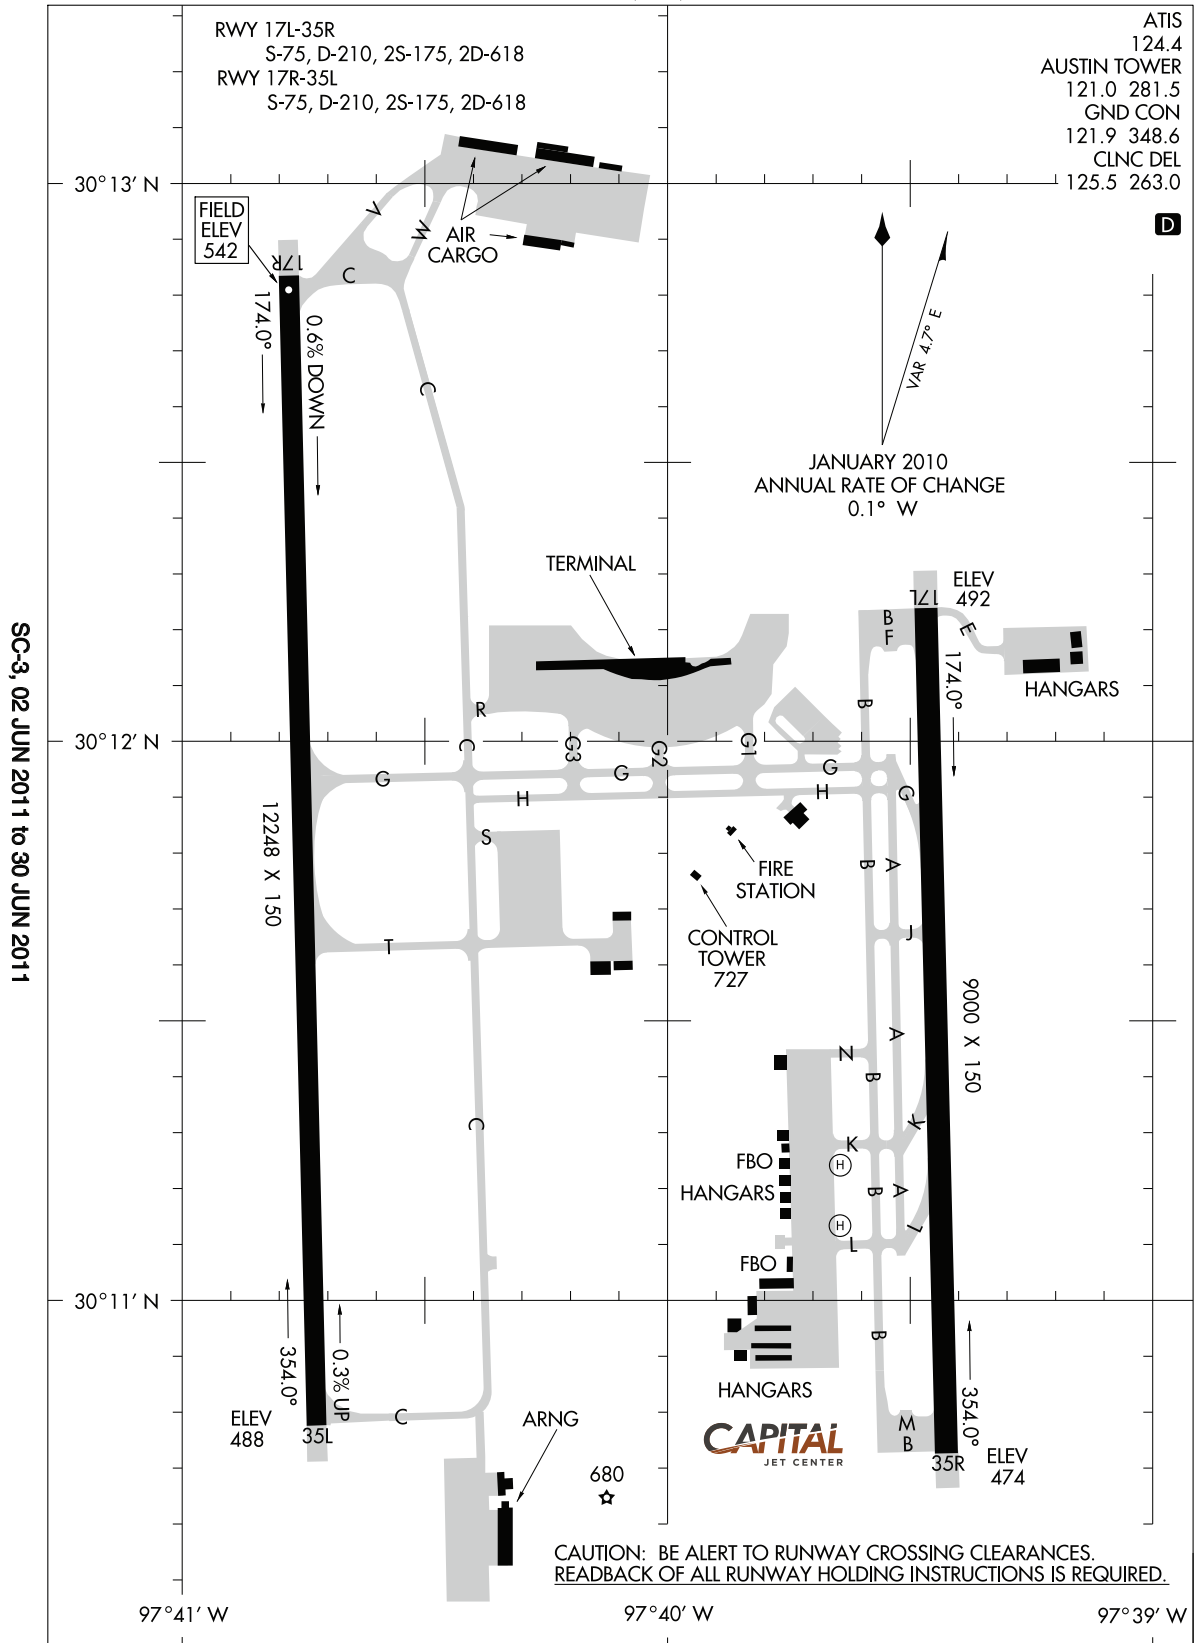 RWY 17L-35R
S-75, D-210, 2S-175, 2D-618
RWY 17R-35L
S-75, D-210, 2S-175, 2D-618
ATIS
124.4
AUSTIN TOWER
121.0 281.5
GND CON
121.9 348.6
CLNC DEL
125.5 263.0
D
30°13' N
FIELD
ELEV
542
V
W
AIR
CARGO
C
17R
174.0°
0.6% DOWN
C
VAR 4.7° E
JANUARY 2010
ANNUAL RATE OF CHANGE
0.1° W
TERMINAL
17L
ELEV
492
B
F
E
HANGARS
174.0°
B
R
C
G3
G2
G1
30°12' N
G
G
G
G
H
H
S
12248 X 150
FIRE
STATION
B
A
J
T
CONTROL
TOWER
727
9000 X 150
SC-3, 02 JUN 2011 to 30 JUN 2011
A
N
B
C
K
K
FBO
H
HANGARS
B
A
H
L
L
FBO
30°11' N
B
354.0°
0.3% UP
354.0°
HANGARS
C
ELEV
488
35L
ARNG
M
B
CAPITAL
JET CENTER
35R
ELEV
474
680
CAUTION: BE ALERT TO RUNWAY CROSSING CLEARANCES.
READBACK OF ALL RUNWAY HOLDING INSTRUCTIONS IS REQUIRED.
97°41' W
97°40' W
97°39' W